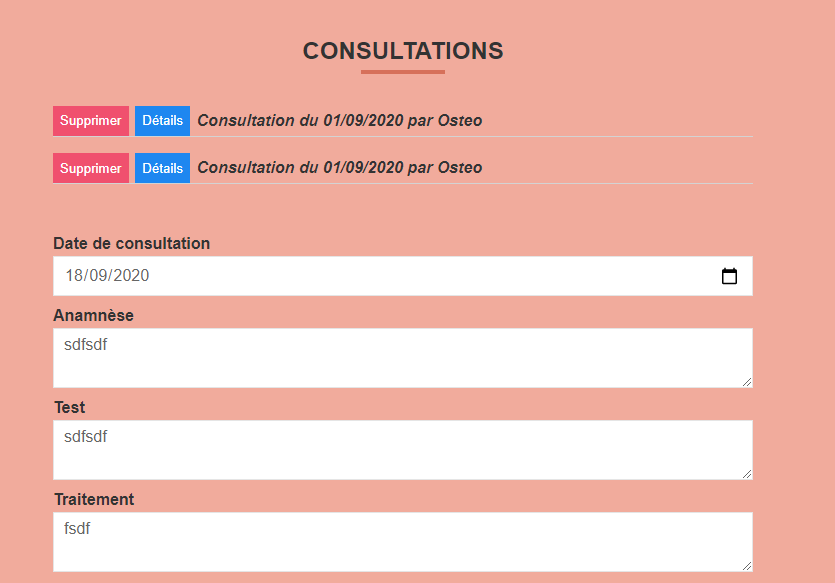 CONSULTATIONS
Supprimer Détails Consultation du 01/09/2020 par Osteo
Supprimer Détails Consultation du 01/09/2020 par Osteo
Date de consultation
18/09/2020
Anamnèse
sdfsdf
Test
sdfsdf
Traitement
fsdf